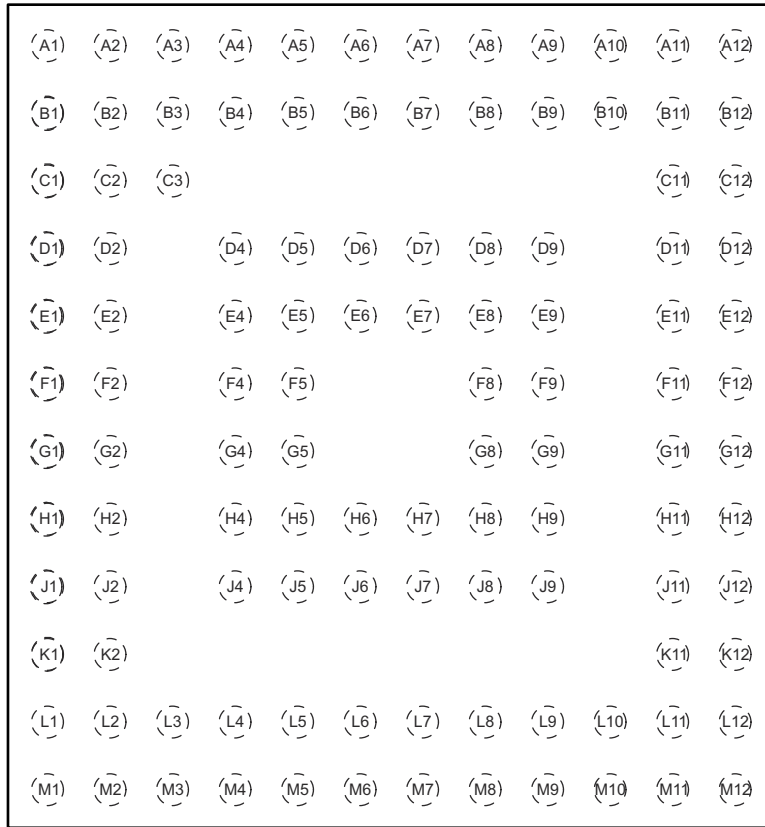 A1 A2 A3 A4 A5 A6 A7 A8 A9 A10 A11 A12
B1 B2 B3 B4 B5 B6 B7 B8 B9 B10 B11 B12
C1 C2 C3 C11 C12
D1 D2 D4 D5 D6 D7 D8 D9 D11 D12
E1 E2 E4 E5 E6 E7 E8 E9 E11 E12
F1 F2 F4 F5 F8 F9 F11 F12
G1 G2 G4 G5 G8 G9 G11 G12
H1 H2 H4 H5 H6 H7 H8 H9 H11 H12
J1 J2 J4 J5 J6 J7 J8 J9 J11 J12
K1 K2 K11 K12
L1 L2 L3 L4 L5 L6 L7 L8 L9 L10 L11 L12
M1 M2 M3 M4 M5 M6 M7 M8 M9 M10 M11 M12